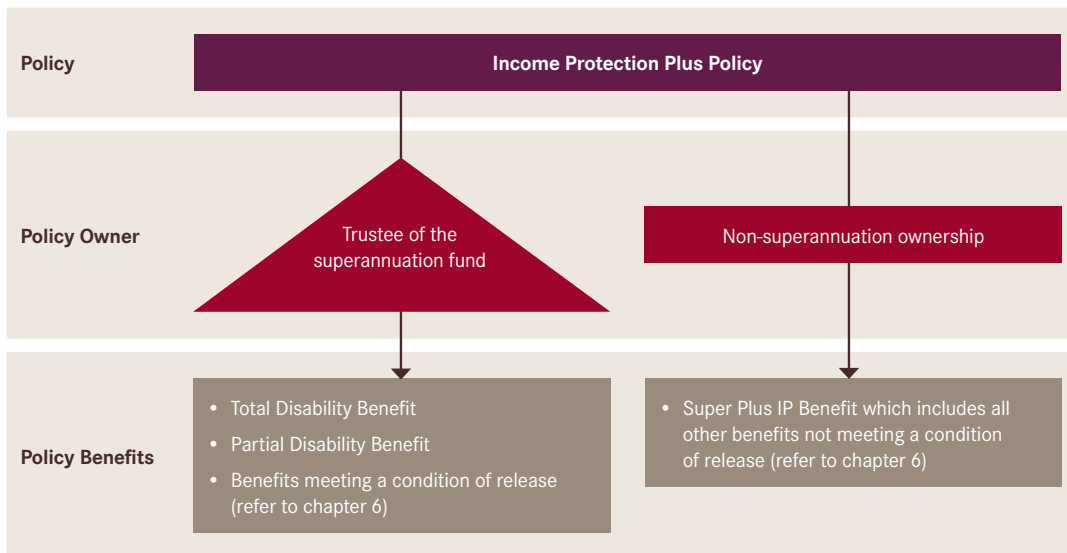 Policy
Income Protection Plus Policy
Policy Owner
Trustee of the
superannuation fund
Non-superannuation ownership
Policy Benefits
• Total Disability Benefit
• Partial Disability Benefit
• Benefits meeting a condition of release
(refer to chapter 6)
• Super Plus IP Benefit which includes all
other benefits not meeting a condition
of release (refer to chapter 6)